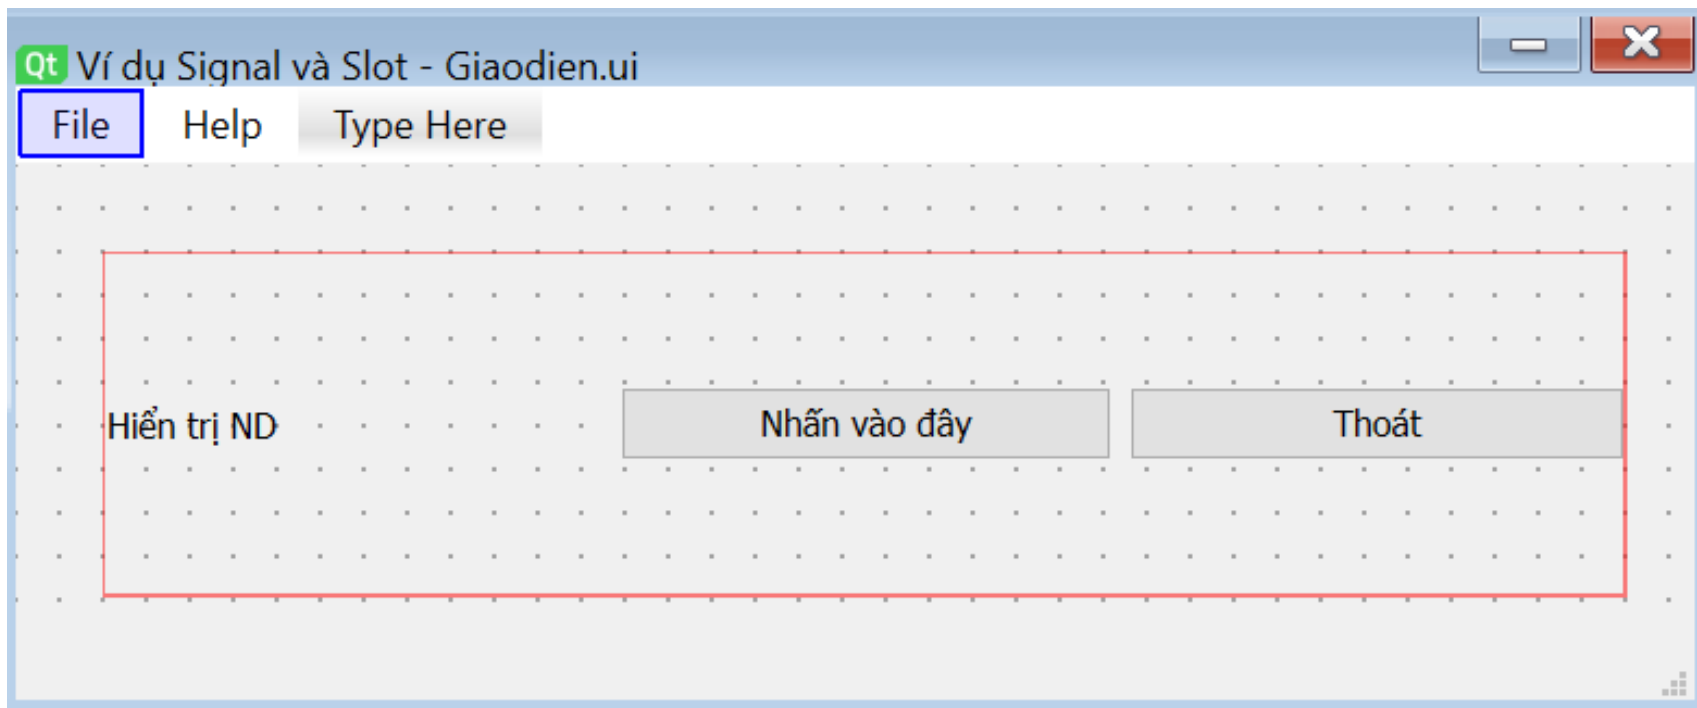 Qt Ví dụ Signal và Slot - Giaodien.ui
File Help Type Here
Hiển trị ND Nhấn vào đây Thoát